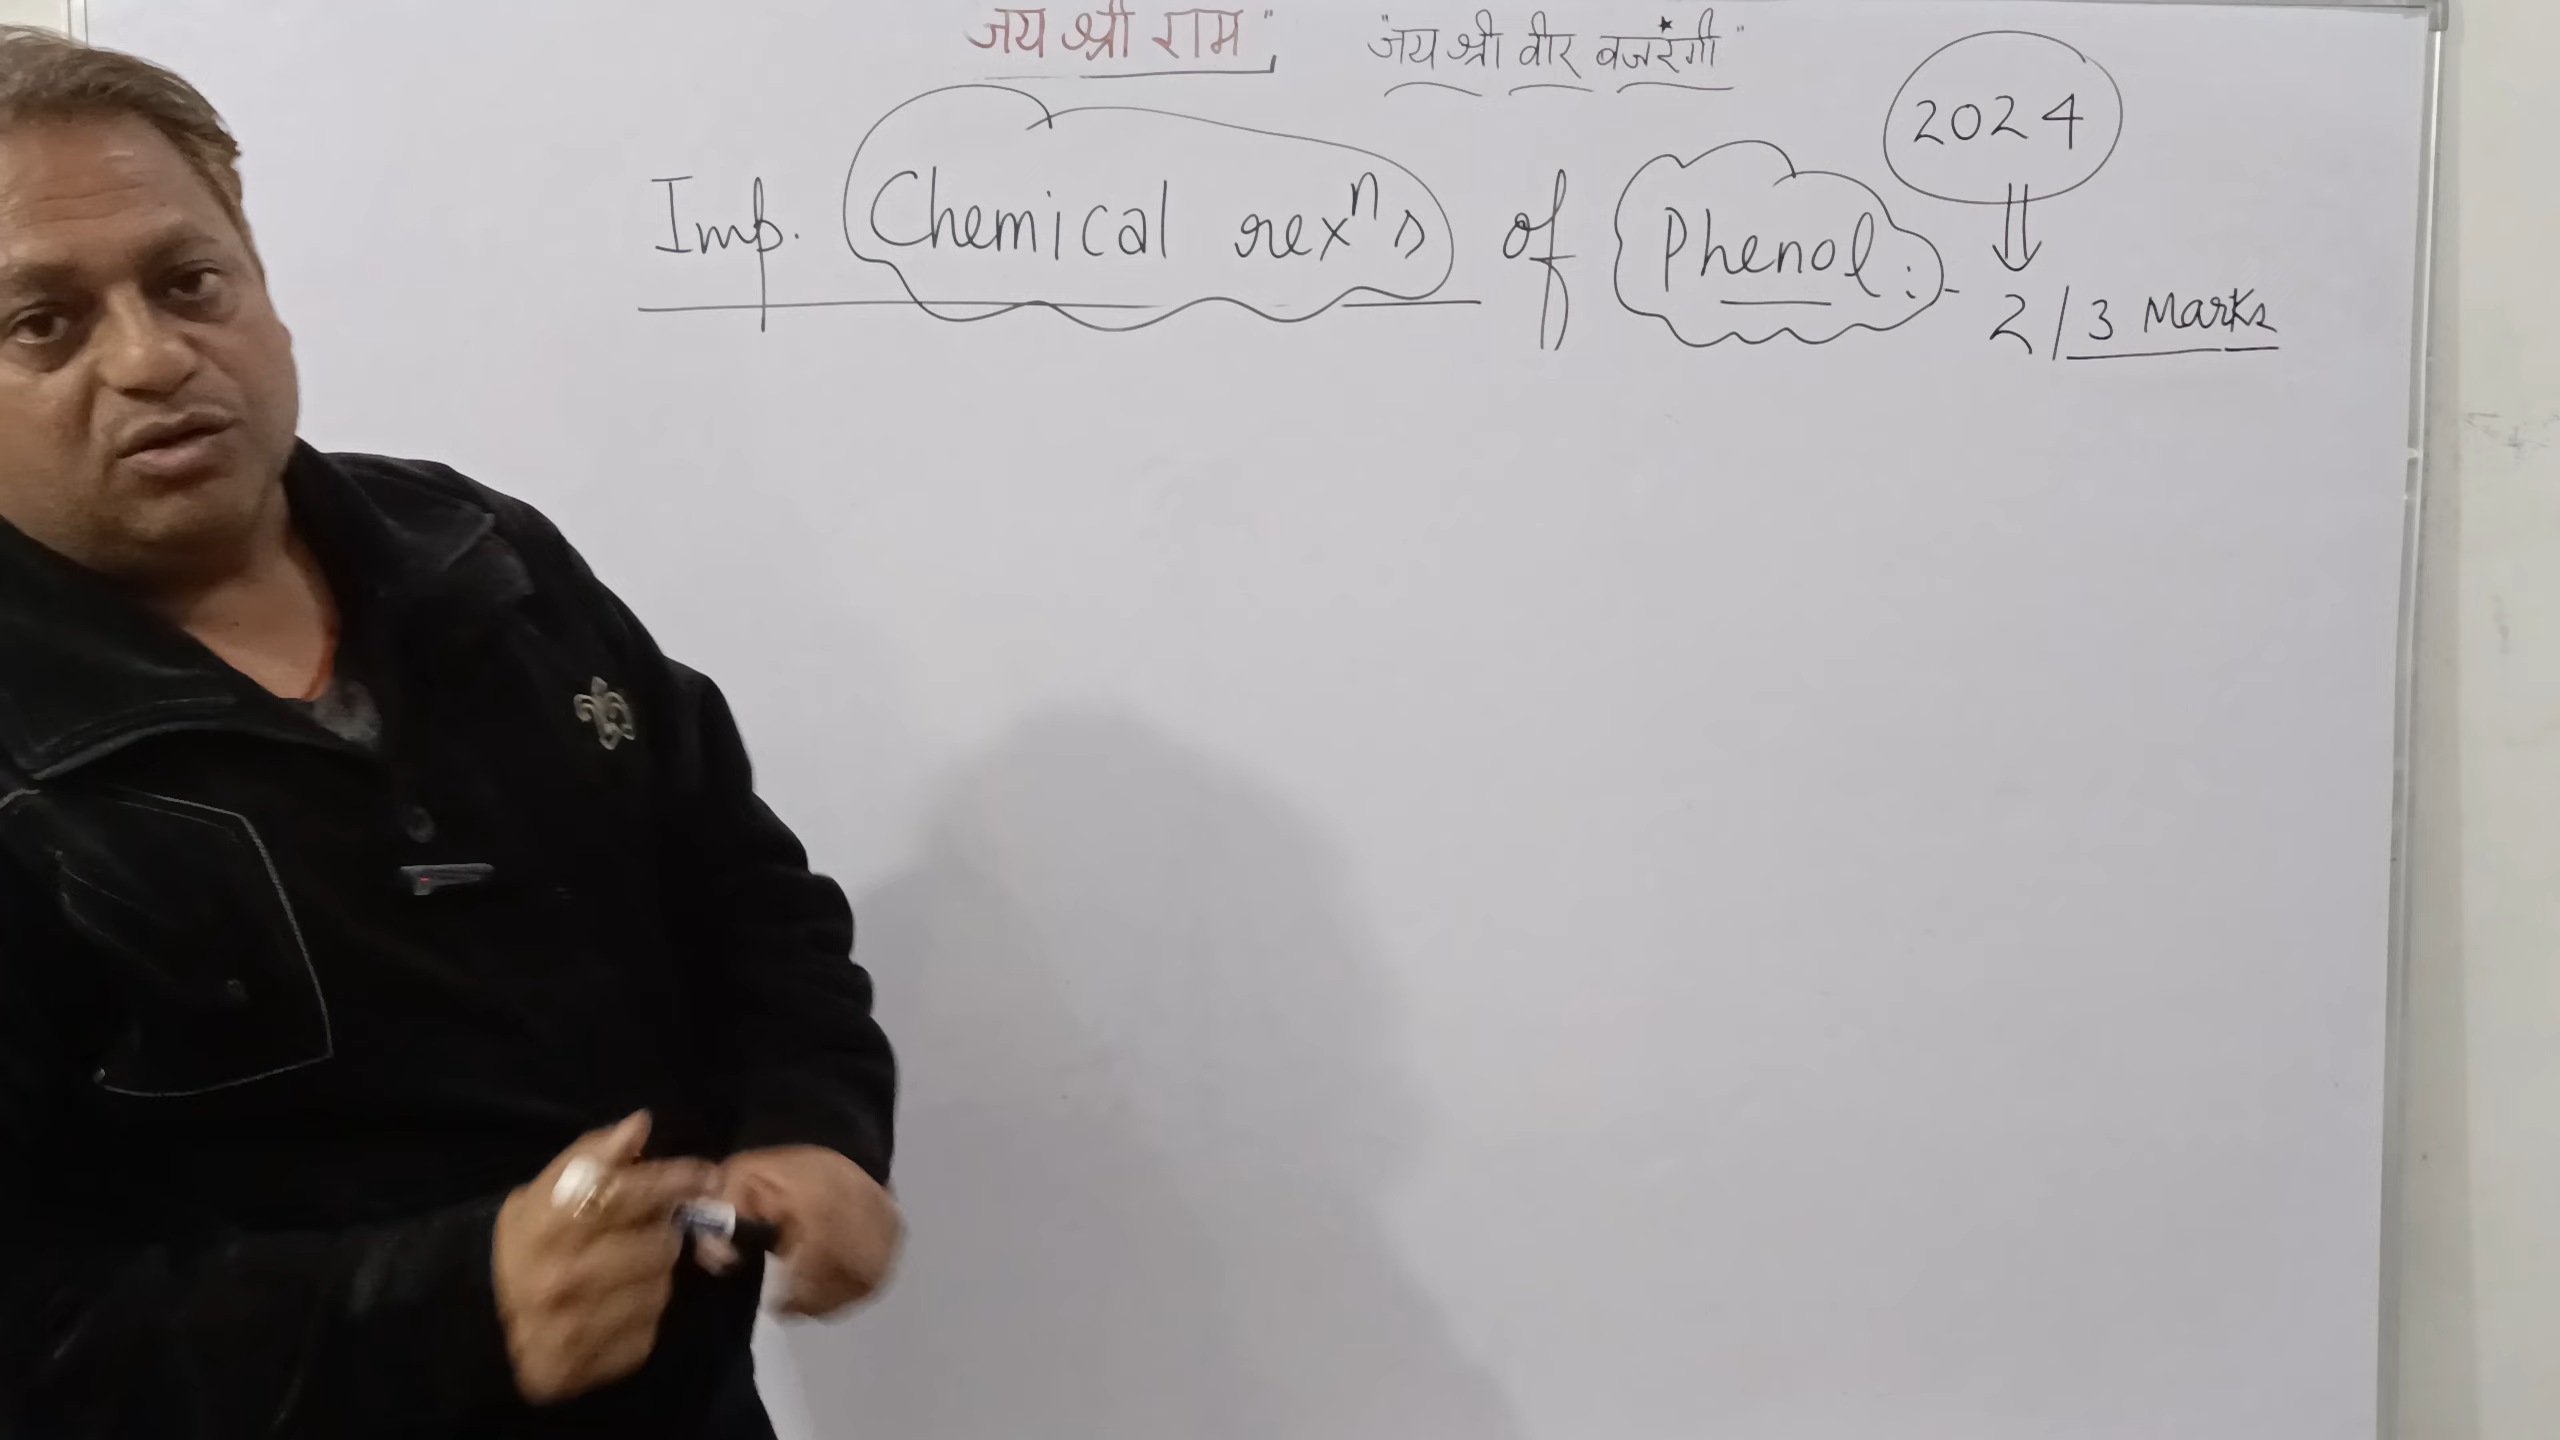 जय श्री राम" "जय श्री वीर बजरंगी"
2024
Imp. Chemical rexⁿs of Phenol:-
2/3 Marks